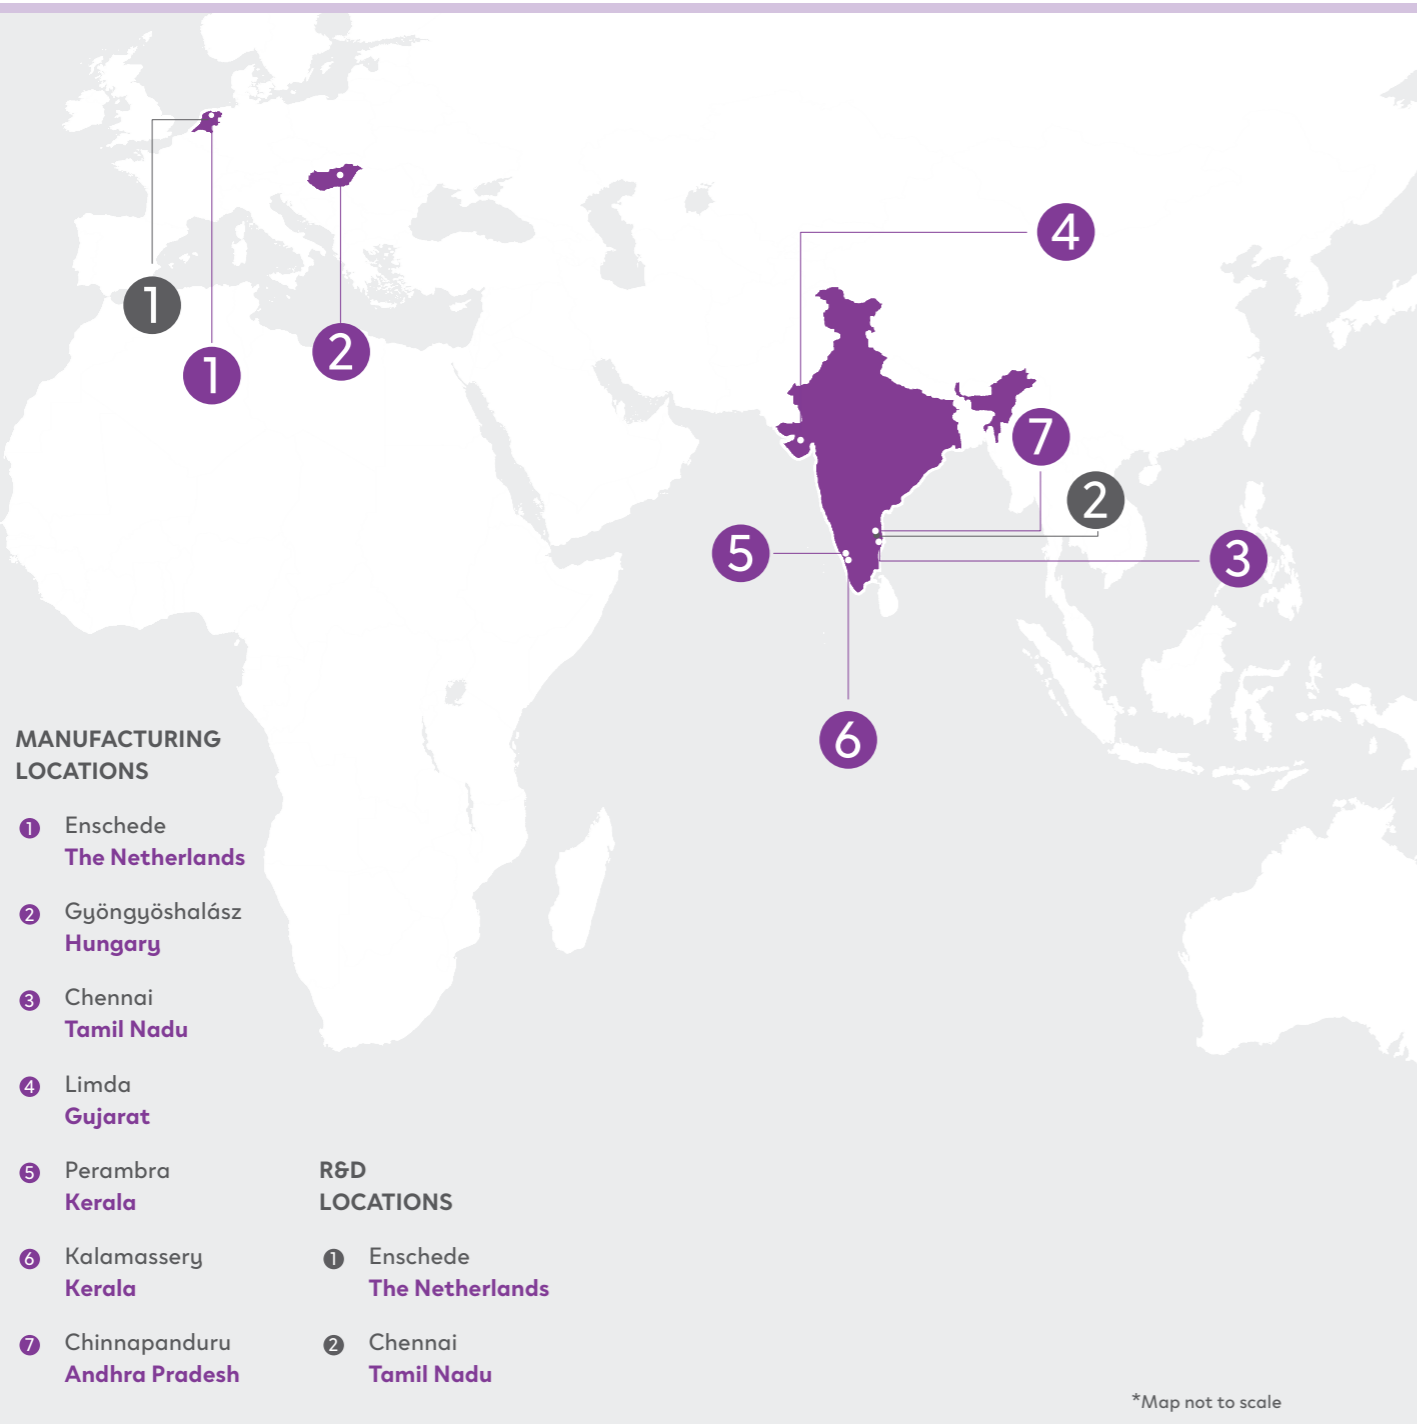 1
1
2
4
7
2
5
3
6
MANUFACTURING
LOCATIONS
1 Enschede
The Netherlands
2 Gyöngyöshalász
Hungary
3 Chennai
Tamil Nadu
4 Limda
Gujarat
5 Perambra
Kerala
6 Kalamassery
Kerala
7 Chinnapanduru
Andhra Pradesh
R&D
LOCATIONS
1 Enschede
The Netherlands
2 Chennai
Tamil Nadu
*Map not to scale